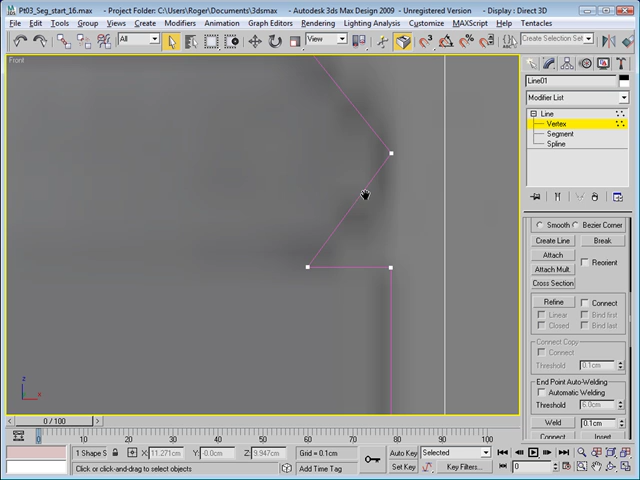 Pt03_Seg_start_16.max - Project Folder: C:\Users\Roger\Documents\3dsmax - Autodesk 3ds Max Design 2009 - Unregistered Version - Display : Direct 3D
File Edit Tools Group Views Create Modifiers Animation Graph Editors Rendering Lighting Analysis Customize MAXScript Help Tentacles
All View Create Selection Set
Front
Line01
Modifier List
Line
Vertex
Segment
Spline
Smooth Bezier Corner
Create Line Break
Attach
Attach Mult. Reorient
Cross Section
Refine Connect
Linear Bind first
Closed Bind last
Connect Copy
Connect
Threshold 0.1cm
End Point Auto-Welding
Automatic Welding
Threshold 6.0cm
Weld 0.1cm
Connect Insert
z
x
0 / 100
0 10 20 30 40 50 60 70 80 90 100
1 Shape S X: 11.271cm Y: -0.0cm Z: 9.947cm Grid = 0.1cm Auto Key Selected
Click or click-and-drag to select objects Add Time Tag Set Key Key Filters... 0